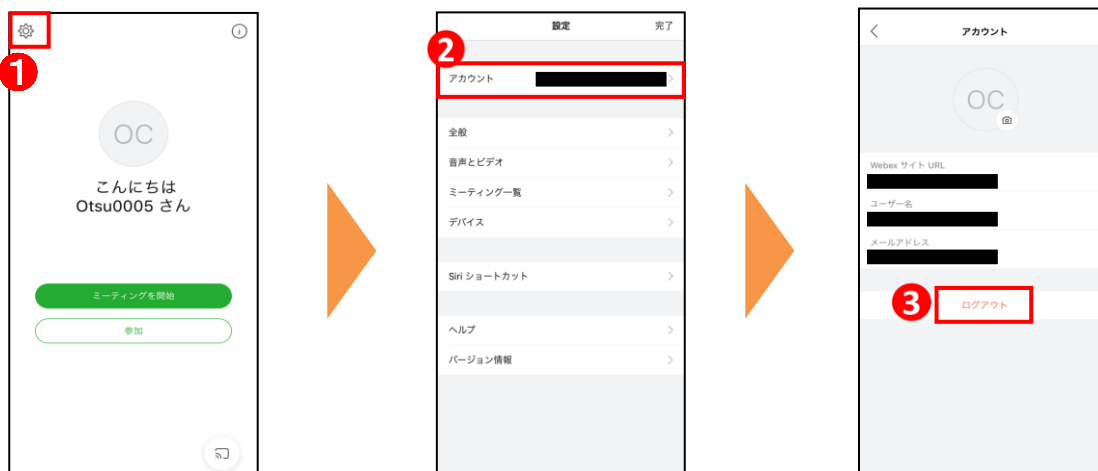 1
OC
こんにちは
Otsu0005 さん
ミーティングを開始
参加
設定
完了
2
アカウント
全般
音声とビデオ
ミーティング一覧
デバイス
Siri ショートカット
ヘルプ
バージョン情報
アカウント
OC
Webex サイト URL
ユーザー名
メールアドレス
3
ログアウト